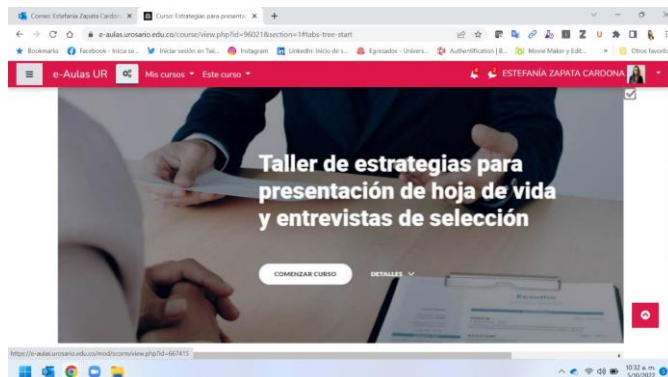 Correo: Estefania Zapata Cardon
Curso: Estrategias para presenta
e-aulas.urosario.edu.co/course/view.php?id=96021&section=1#tabs-tree-start
Bookmarks
Facebook - Inicia se...
Iniciar sesión en Twi...
Instagram
LinkedIn: Inicio de s...
Egresados - Univers...
Authentification | B...
Movie Maker y Edit...
Otros favoritos
e-Aulas UR
Mis cursos
Este curso
ESTEFANÍA ZAPATA CARDONA
Taller de estrategias para
presentación de hoja de vida
y entrevistas de selección
COMENZAR CURSO
DETALLES
Resume
https://e-aulas.urosario.edu.co/mod/scorm/view.php?id=667415
10:32 a. m.
5/10/2022